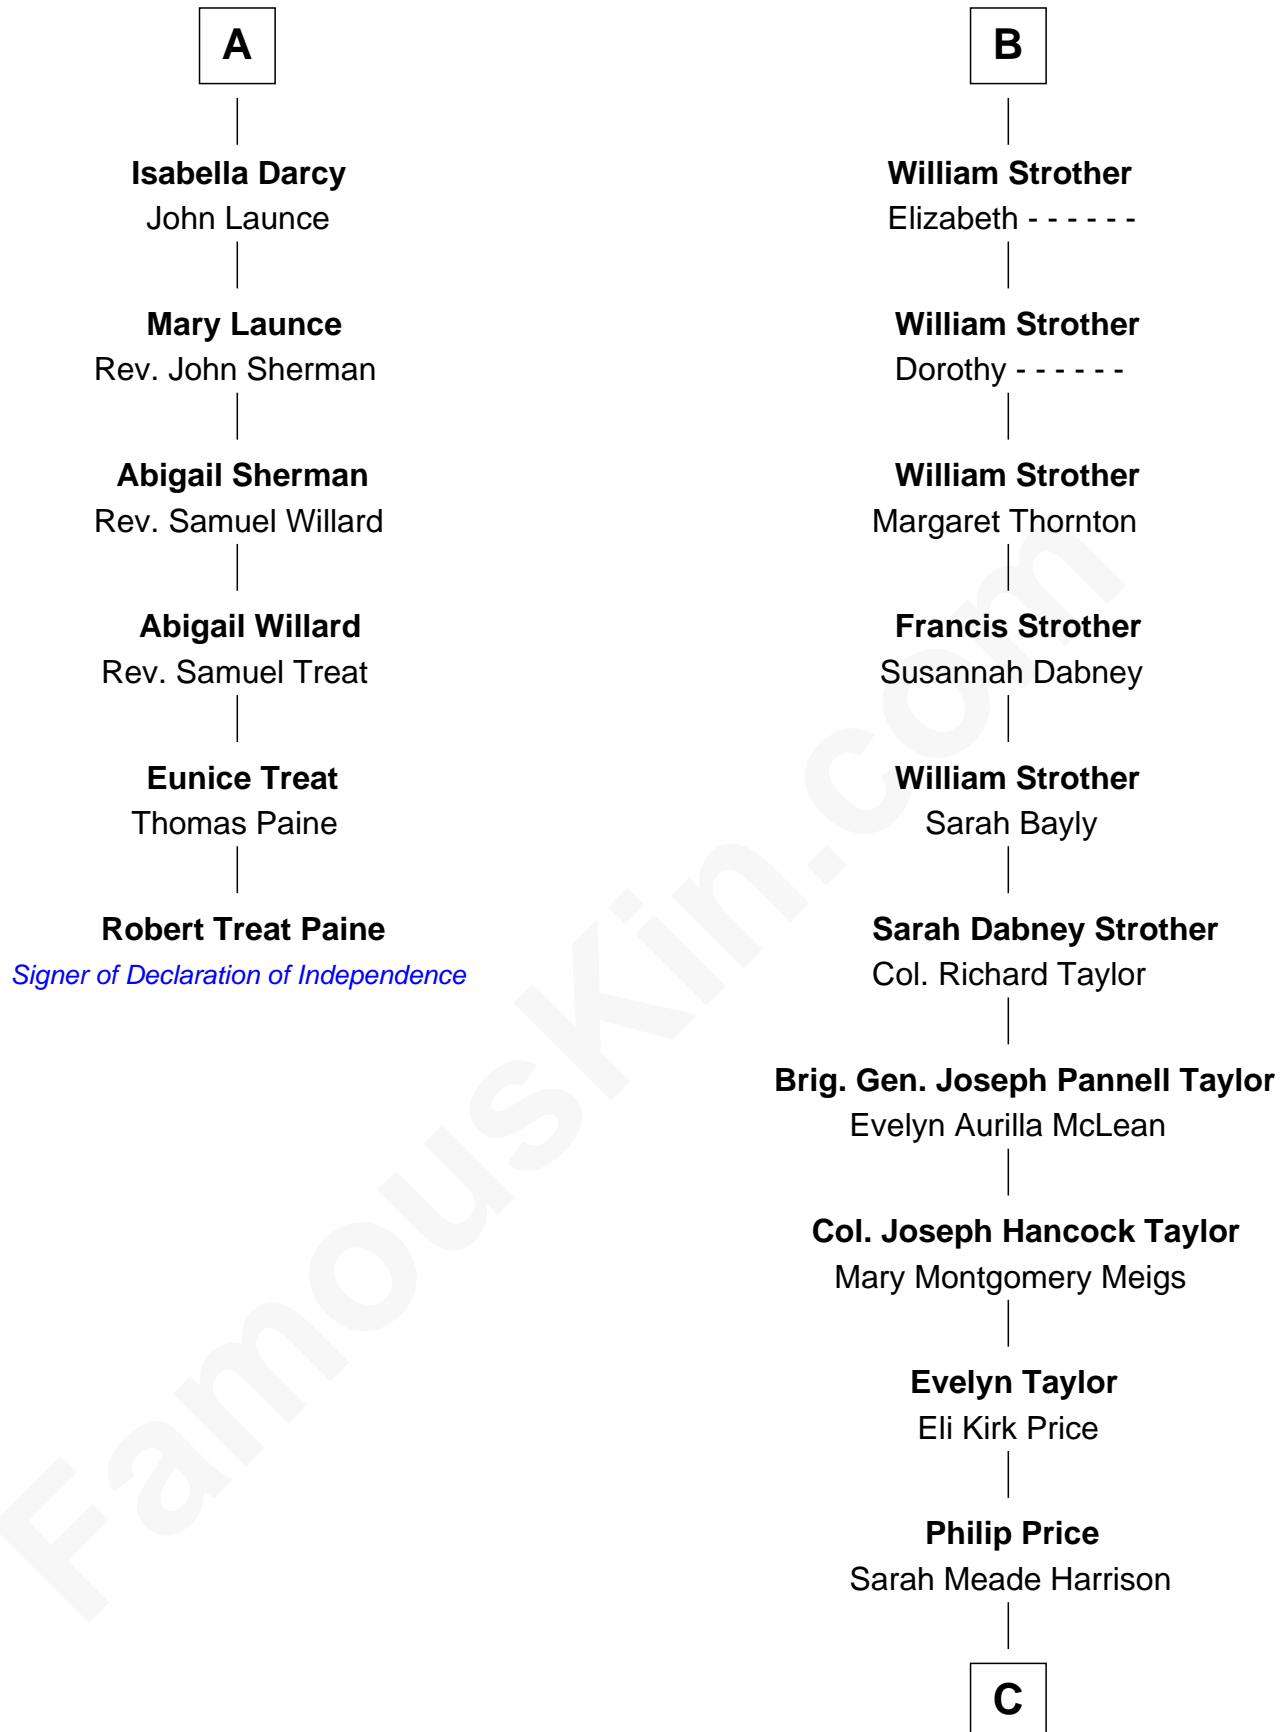 A
Isabella Darcy
John Launce
Mary Launce
Rev. John Sherman
Abigail Sherman
Rev. Samuel Willard
Abigail Willard
Rev. Samuel Treat
Eunice Treat
Thomas Paine
Robert Treat Paine
Signer of Declaration of Independence
B
William Strother
Elizabeth - - - - - -
William Strother
Dorothy - - - - - -
William Strother
Margaret Thornton
Francis Strother
Susannah Dabney
William Strother
Sarah Bayly
Sarah Dabney Strother
Col. Richard Taylor
Brig. Gen. Joseph Pannell Taylor
Evelyn Aurilla McLean
Col. Joseph Hancock Taylor
Mary Montgomery Meigs
Evelyn Taylor
Eli Kirk Price
Philip Price
Sarah Meade Harrison
C
FamousKin.com